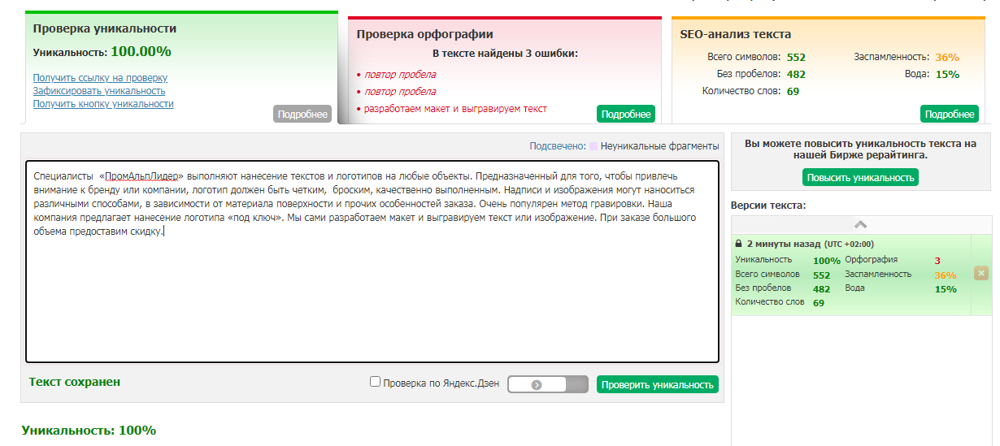 Проверка уникальности
Уникальность: 100.00%
Получить ссылку на проверку
Зафиксировать уникальность
Получить кнопку уникальности
Подробнее
Проверка орфографии
В тексте найдены 3 ошибки:
• повтор пробела
• повтор пробела
• разработаем макет и выгравируем текст
Подробнее
SEO-анализ текста
Всего символов: 552 Заспамленность: 36%
Без пробелов: 482 Вода: 15%
Количество слов: 69
Подробнее
Подсвечено: Неуникальные фрагменты
Специалисты  «ПромАльпЛидер» выполняют нанесение текстов и логотипов на любые объекты. Предназначенный для того, чтобы привлечь
внимание к бренду или компании, логотип должен быть четким,  броским, качественно выполненным. Надписи и изображения могут наноситься
различными способами, в зависимости от материала поверхности и прочих особенностей заказа. Очень популярен метод гравировки. Наша
компания предлагает нанесение логотипа «под ключ». Мы сами разработаем макет и выгравируем текст или изображение. При заказе большого
объема предоставим скидку.
Текст сохранен
Проверка по Яндекс.Дзен
Проверить уникальность
Уникальность: 100%
Вы можете повысить уникальность текста на
нашей Бирже рерайтинга.
Повысить уникальность
Версии текста:
2 минуты назад (UTC +02:00)
Уникальность 100% Орфография 3
Всего символов 552 Заспамленность 36%
Без пробелов 482 Вода 15%
Количество слов 69